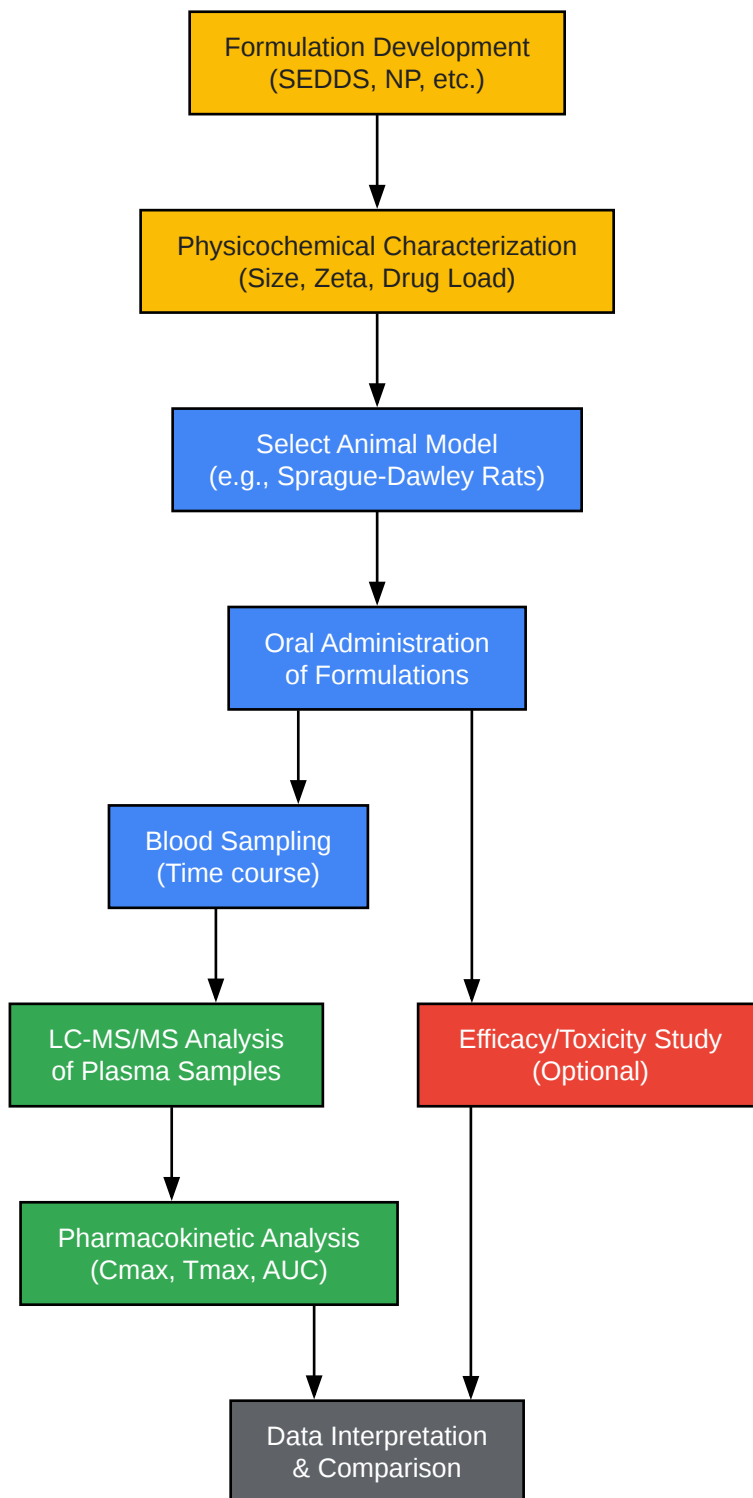 Formulation Development
(SEDDS, NP, etc.)
Physicochemical Characterization
(Size, Zeta, Drug Load)
Select Animal Model
(e.g., Sprague-Dawley Rats)
Oral Administration
of Formulations
Blood Sampling
(Time course)
LC-MS/MS Analysis
of Plasma Samples
Efficacy/Toxicity Study
(Optional)
Pharmacokinetic Analysis
(Cmax, Tmax, AUC)
Data Interpretation
& Comparison